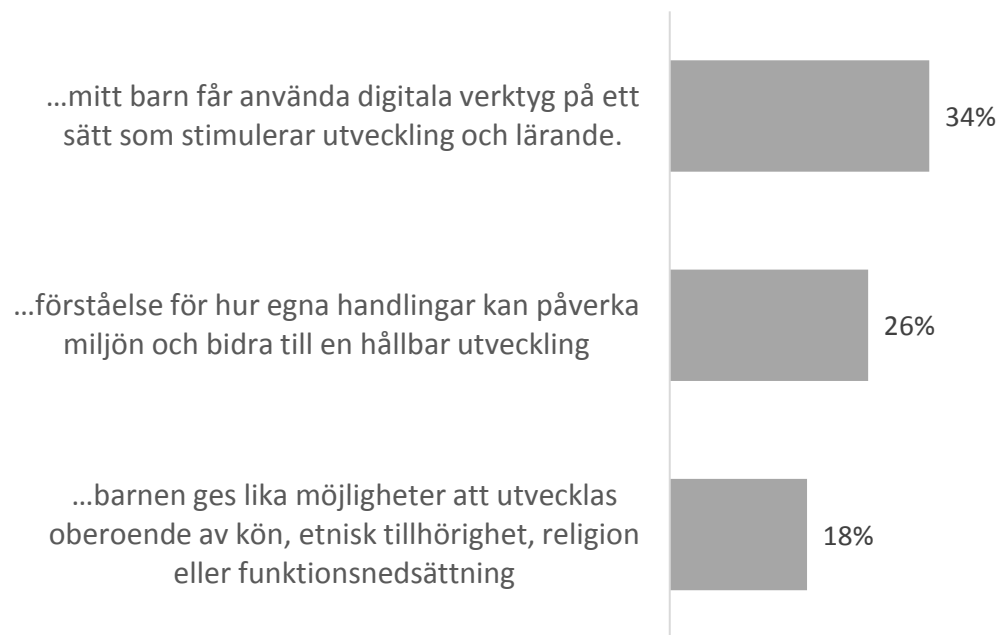 …mitt barn får använda digitala verktyg på ett
sätt som stimulerar utveckling och lärande.
34%
…förståelse för hur egna handlingar kan påverka
miljön och bidra till en hållbar utveckling
26%
…barnen ges lika möjligheter att utvecklas
oberoende av kön, etnisk tillhörighet, religion
eller funktionsnedsättning
18%